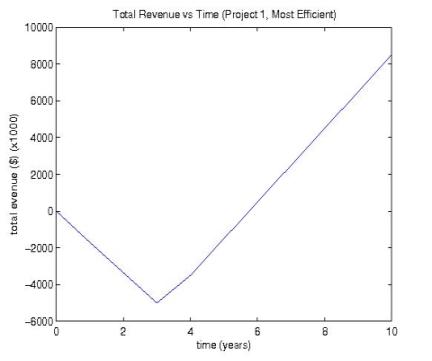 Total Revenue vs Time (Project 1, Most Efficient)
10000
8000
6000
4000
2000
0
−2000
−4000
−6000
total evenue ($) (x1000)
0 2 4 6 8 10
time (years)